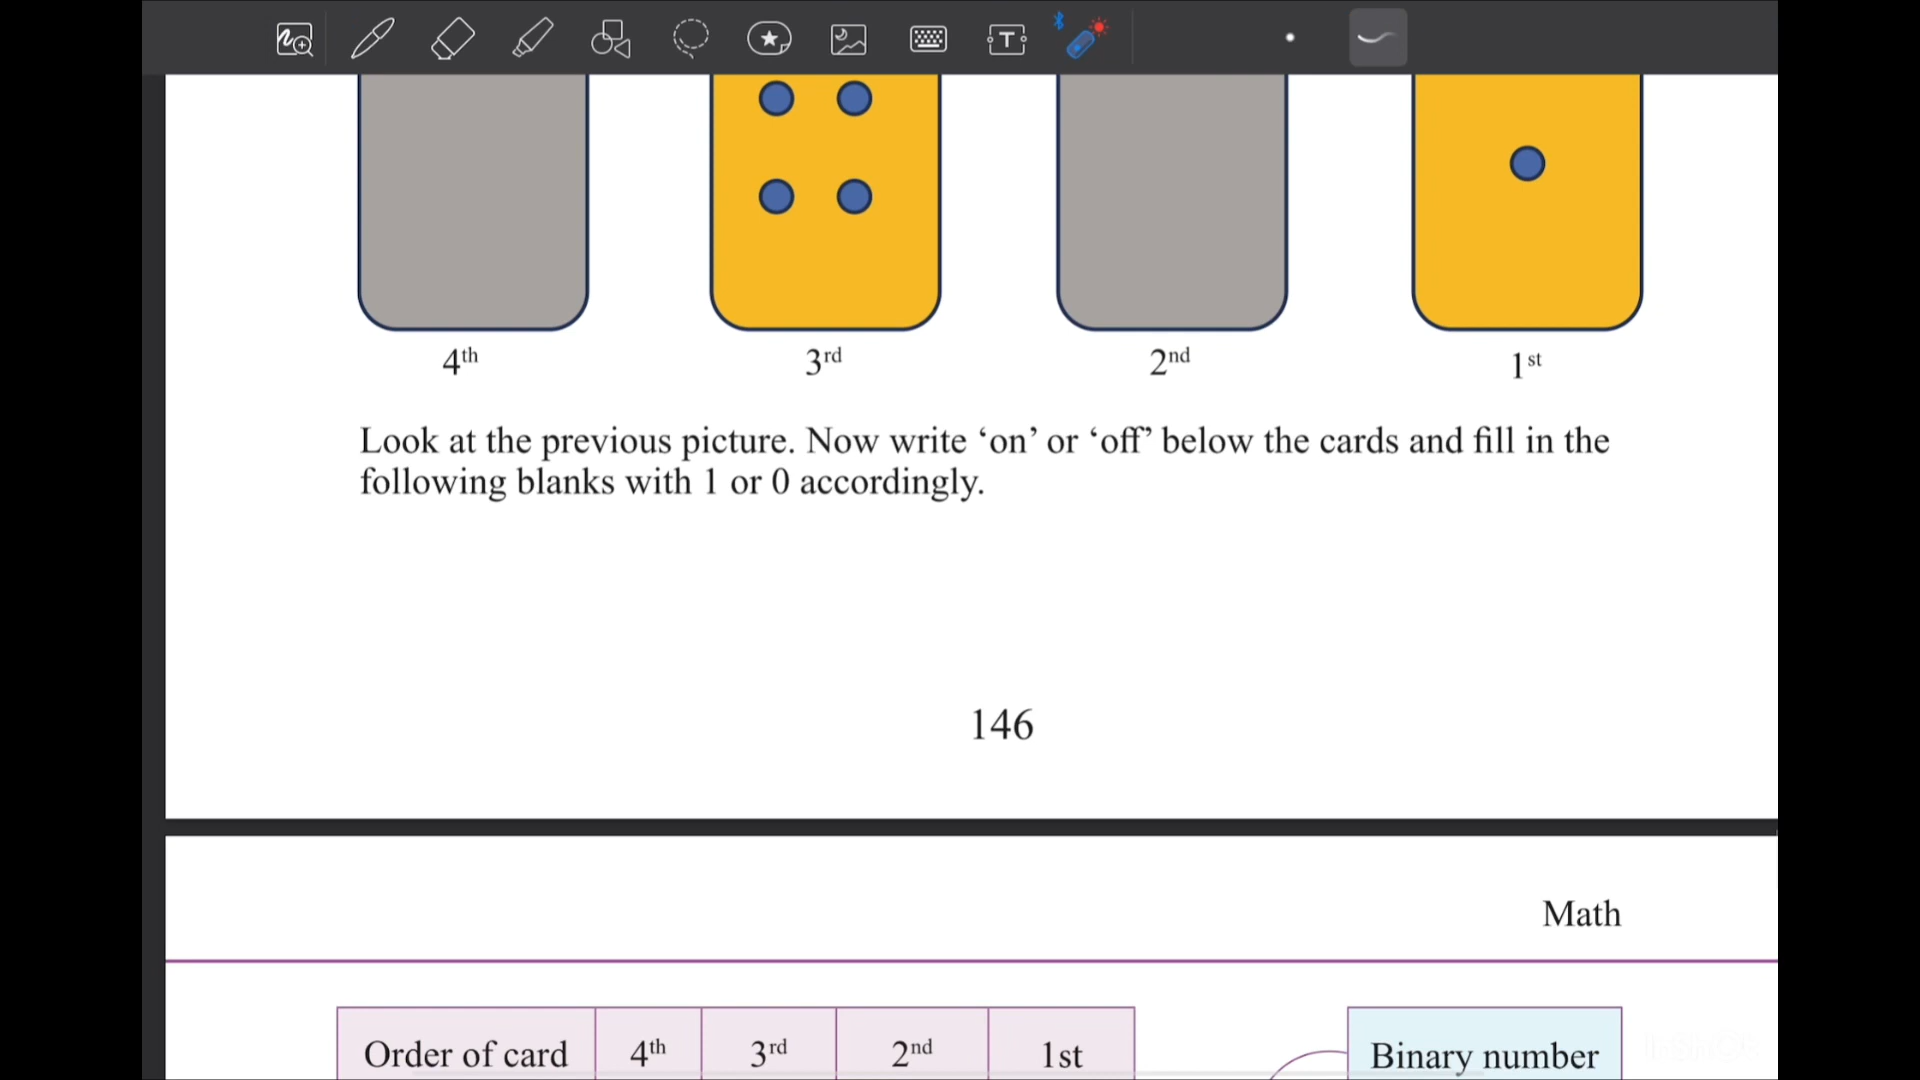 4th
3rd
2nd
1st
Look at the previous picture. Now write ‘on’ or ‘off’ below the cards and fill in the
following blanks with 1 or 0 accordingly.
146
Math
Order of card 4th 3rd 2nd 1st
Binary number